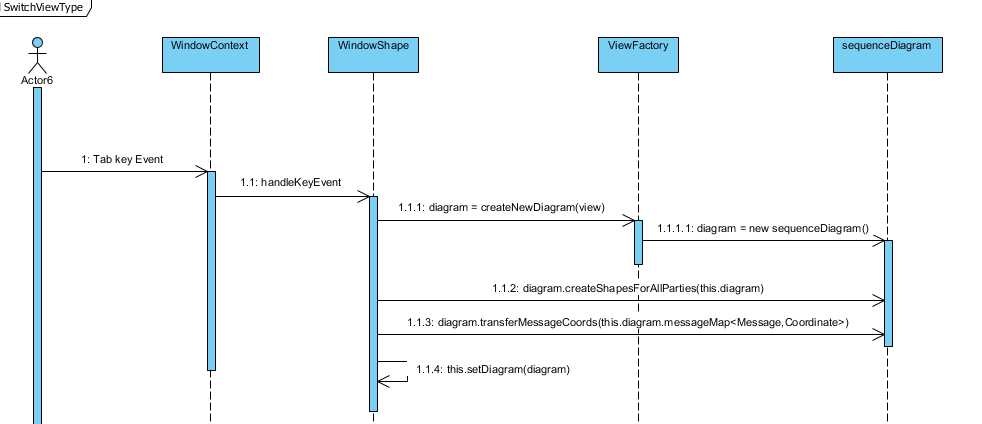 SwitchViewType
WindowContext
WindowShape
ViewFactory
sequenceDiagram
Actor6
1: Tab key Event
1.1: handleKeyEvent
1.1.1: diagram = createNewDiagram(view)
1.1.1.1: diagram = new sequenceDiagram()
1.1.2: diagram.createShapesForAllParties(this.diagram)
1.1.3: diagram.transferMessageCoords(this.diagram.messageMap<Message,Coordinate>)
1.1.4: this.setDiagram(diagram)